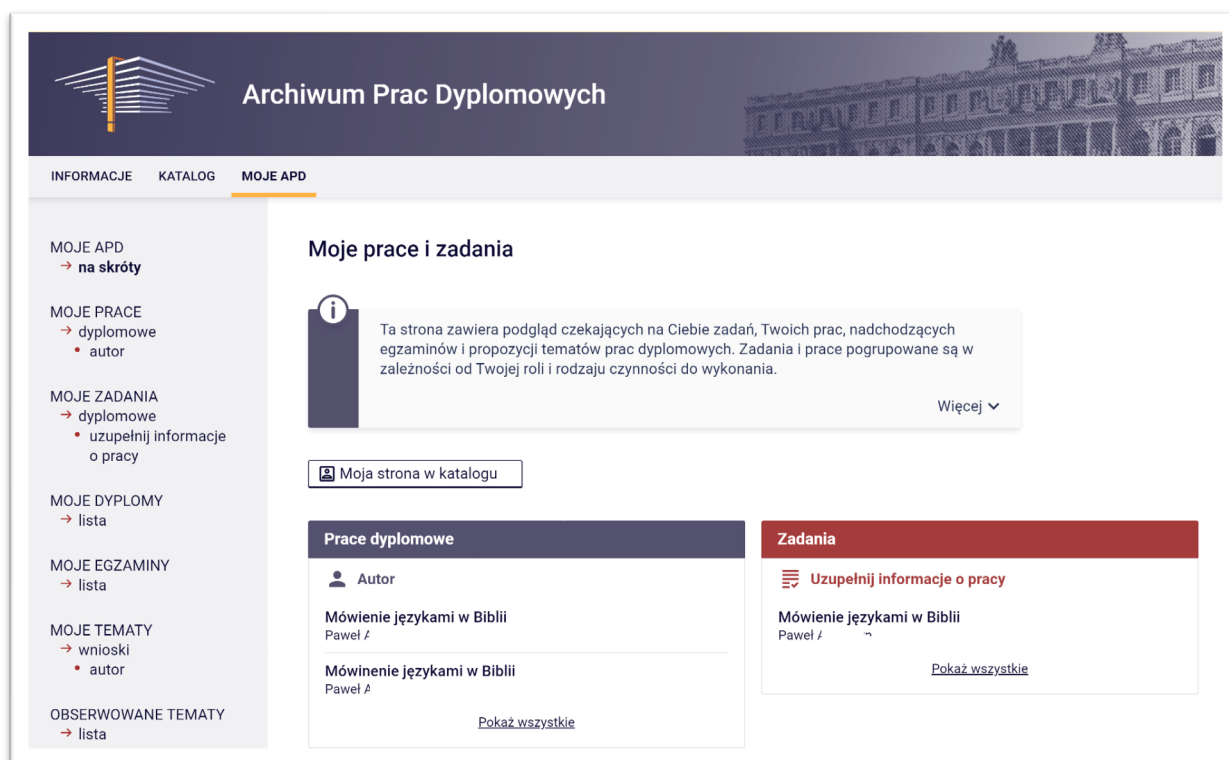 Archiwum Prac Dyplomowych
INFORMACJE KATALOG MOJE APD
MOJE APD
→ na skróty
MOJE PRACE
→ dyplomowe
• autor
MOJE ZADANIA
→ dyplomowe
• uzupełnij informacje
o pracy
MOJE DYPLOMY
→ lista
MOJE EGZAMINY
→ lista
MOJE TEMATY
→ wnioski
• autor
OBSERWOWANE TEMATY
→ lista
Moje prace i zadania
Ta strona zawiera podgląd czekających na Ciebie zadań, Twoich prac, nadchodzących
egzaminów i propozycji tematów prac dyplomowych. Zadania i prace pogrupowane są w
zależności od Twojej roli i rodzaju czynności do wykonania.
Więcej
Moja strona w katalogu
Prace dyplomowe
Autor
Mówienie językami w Biblii
Paweł
Mówinenie językami w Biblii
Paweł
Pokaż wszystkie
Zadania
Uzupełnij informacje o pracy
Mówienie językami w Biblii
Paweł
Pokaż wszystkie